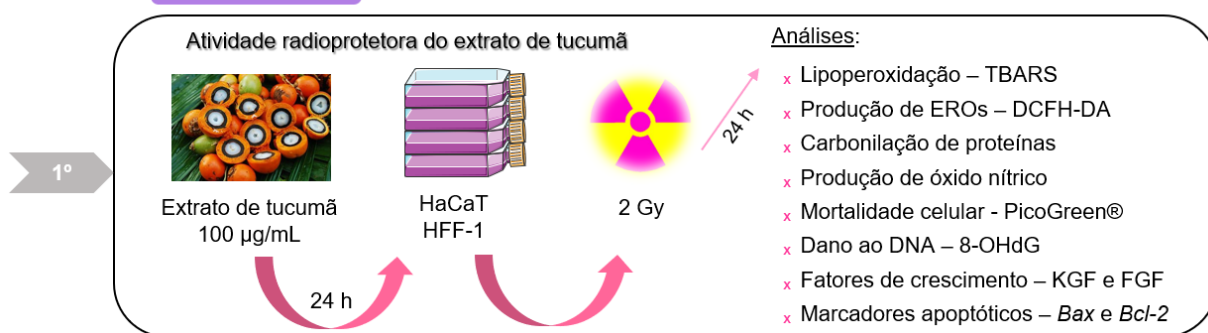 Atividade radioprotetora do extrato de tucumã
1º
Extrato de tucumã
100 µg/mL
24 h
HaCaT
HFF-1
2 Gy
24 h
Análises:
x Lipoperoxidação – TBARS
x Produção de EROs – DCFH-DA
x Carbonilação de proteínas
x Produção de óxido nítrico
x Mortalidade celular - PicoGreen®
x Dano ao DNA – 8-OHdG
x Fatores de crescimento – KGF e FGF
x Marcadores apoptóticos – Bax e Bcl-2